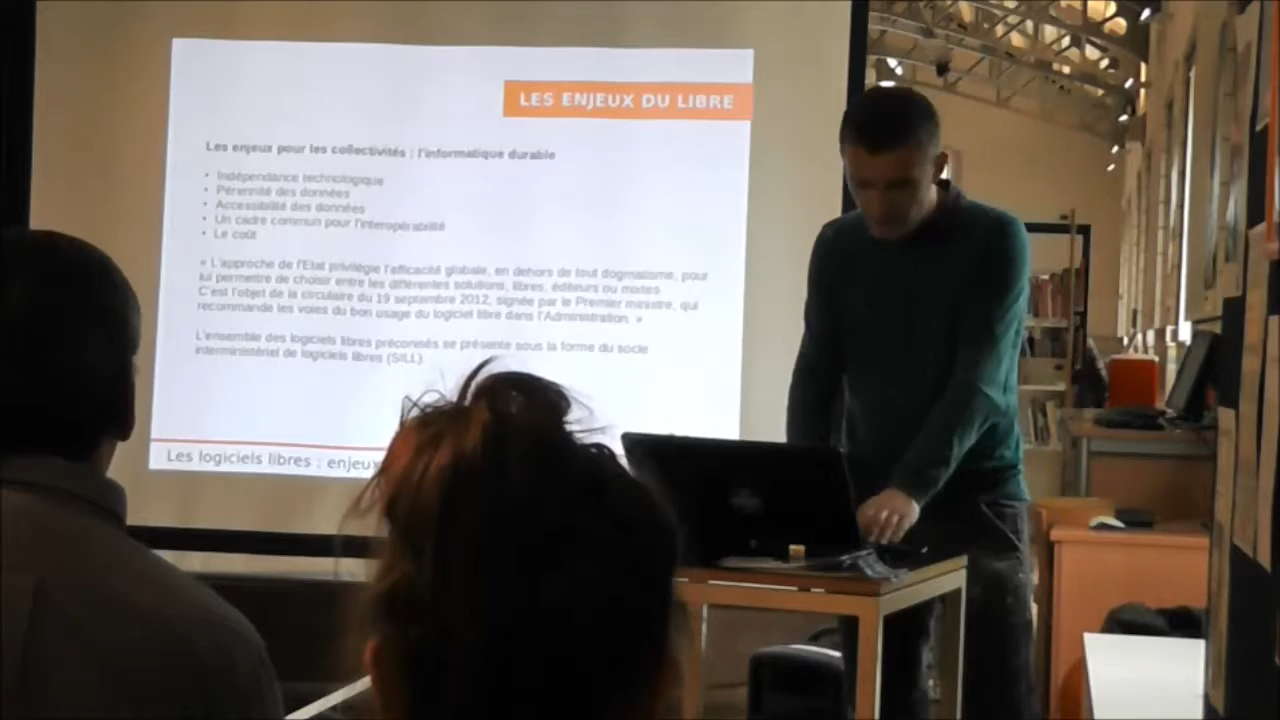 LES ENJEUX DU LIBRE
Les enjeux pour les collectivités : l'informatique durable
• Indépendance technologique
• Pérennité des données
• Accessibilité des données
• Un cadre commun pour l'interopérabilité
• Le coût
« L'approche de l'Etat privilégie l'efficacité globale, en dehors de tout dogmatisme, pour
lui permettre de choisir entre les différentes solutions, libres, éditeurs ou mixtes.
C'est l'objet de la circulaire du 19 septembre 2012, signée par le Premier ministre, qui
recommande les voies du bon usage du logiciel libre dans l'Administration. »
L'ensemble des logiciels libres préconisés se présente sous la forme du socle
interministériel de logiciels libres (SILL)
Les logiciels libres : enjeux